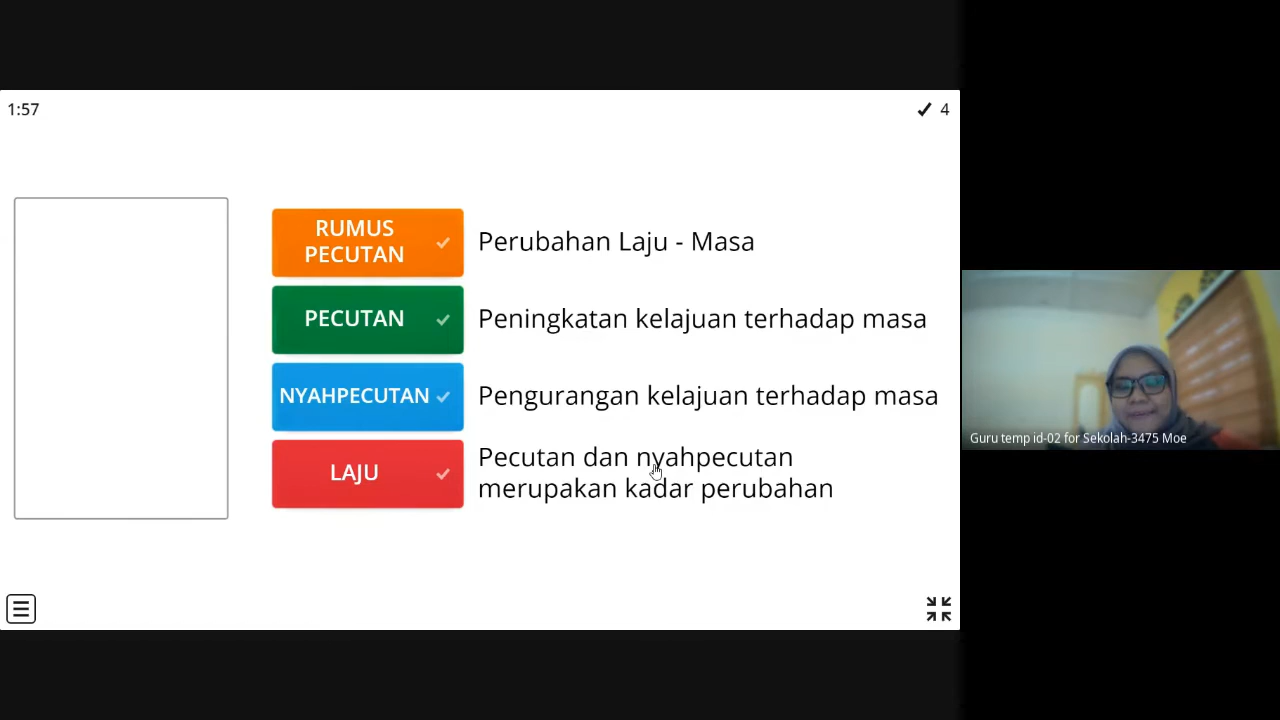 1:57
4
RUMUS
PECUTAN
Perubahan Laju - Masa
PECUTAN
Peningkatan kelajuan terhadap masa
NYAHPECUTAN
Pengurangan kelajuan terhadap masa
LAJU
Pecutan dan nyahpecutan
merupakan kadar perubahan
Guru temp id-02 for Sekolah-3475 Moe